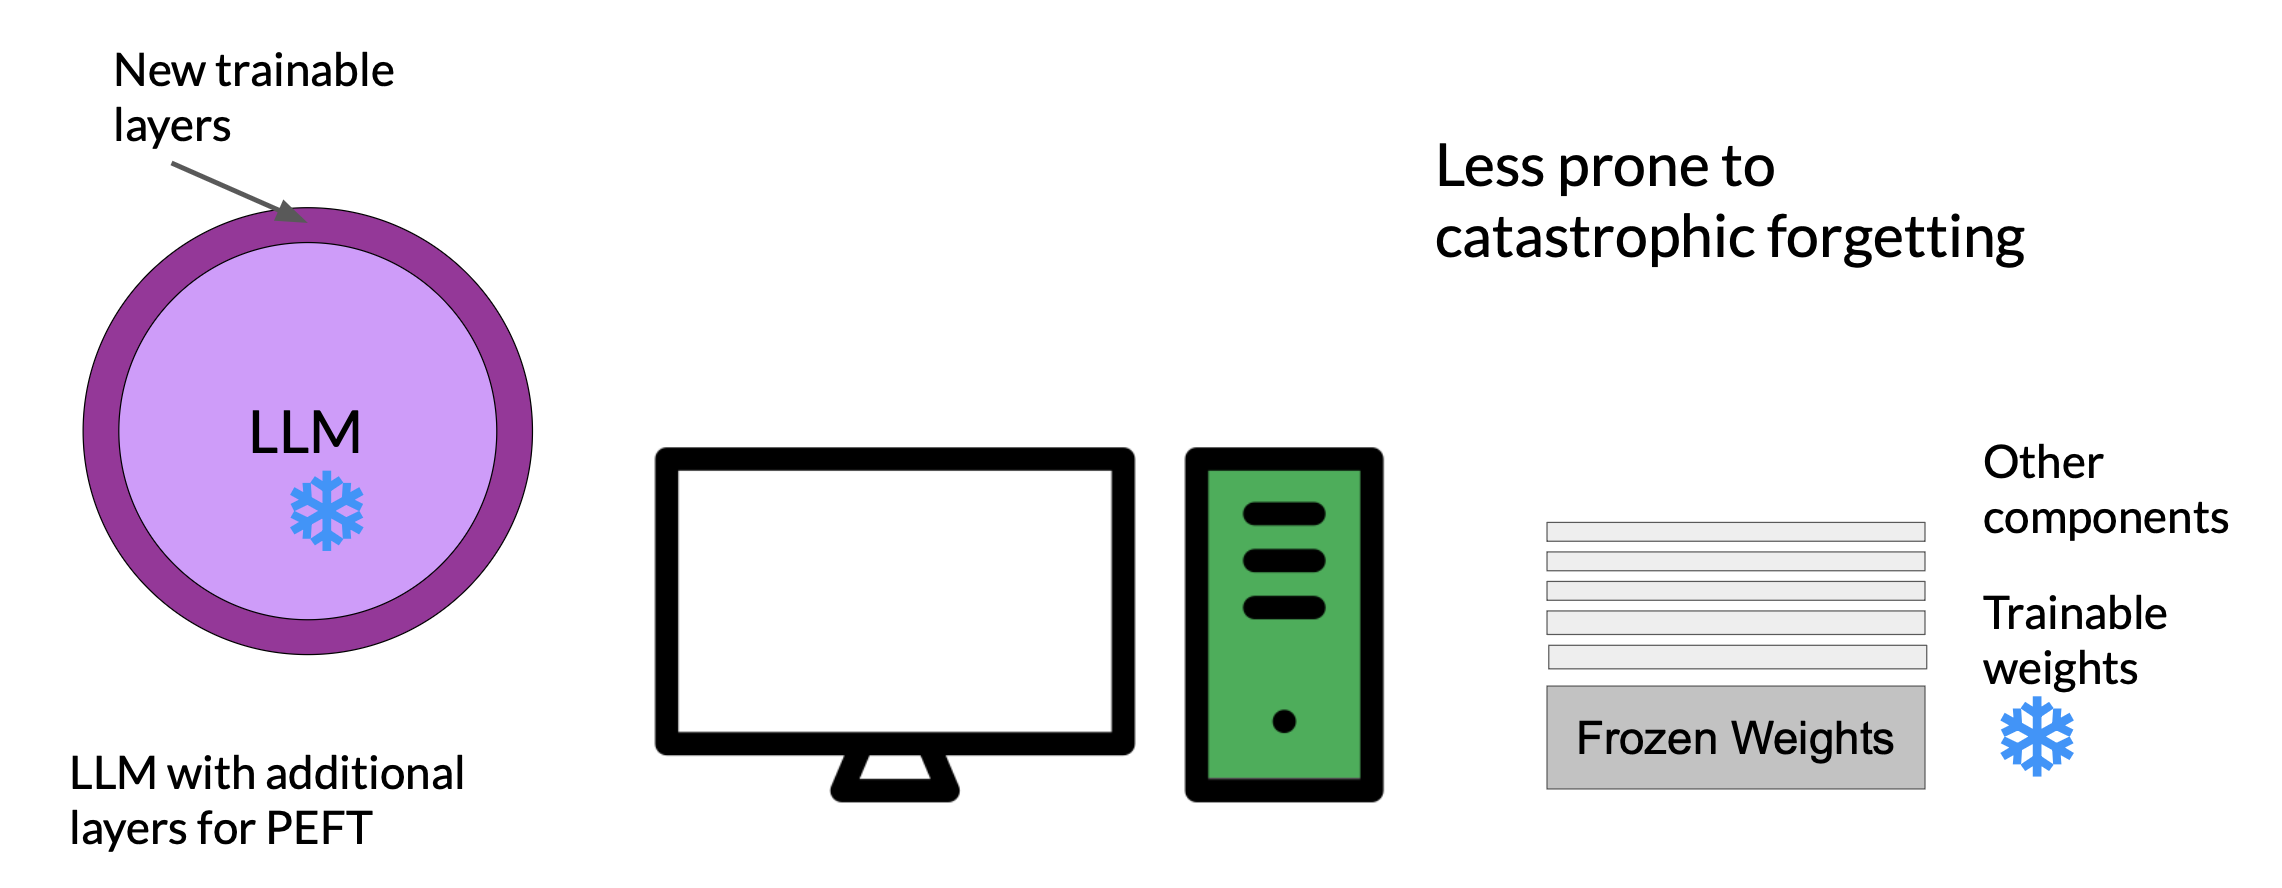 New trainable
layers
LLM
LLM with additional
layers for PEFT
Less prone to
catastrophic forgetting
Other
components
Trainable
weights
Frozen Weights